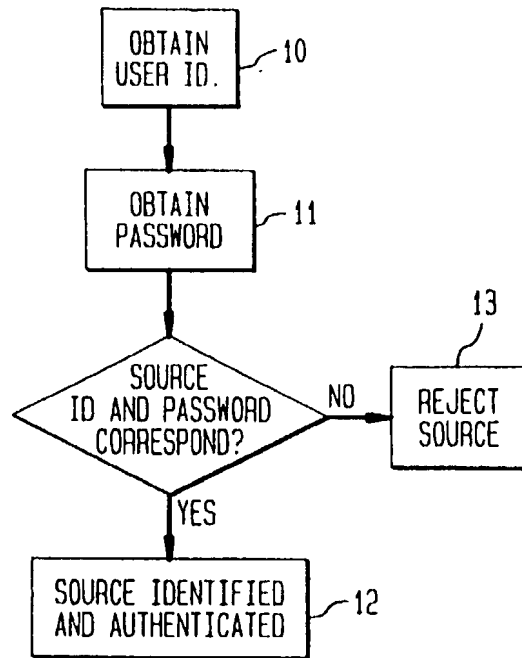 OBTAIN
USER ID.
10
OBTAIN
PASSWORD
11
SOURCE
ID AND PASSWORD
CORRESPOND?
NO
13
REJECT
SOURCE
YES
SOURCE IDENTIFIED
AND AUTHENTICATED
12